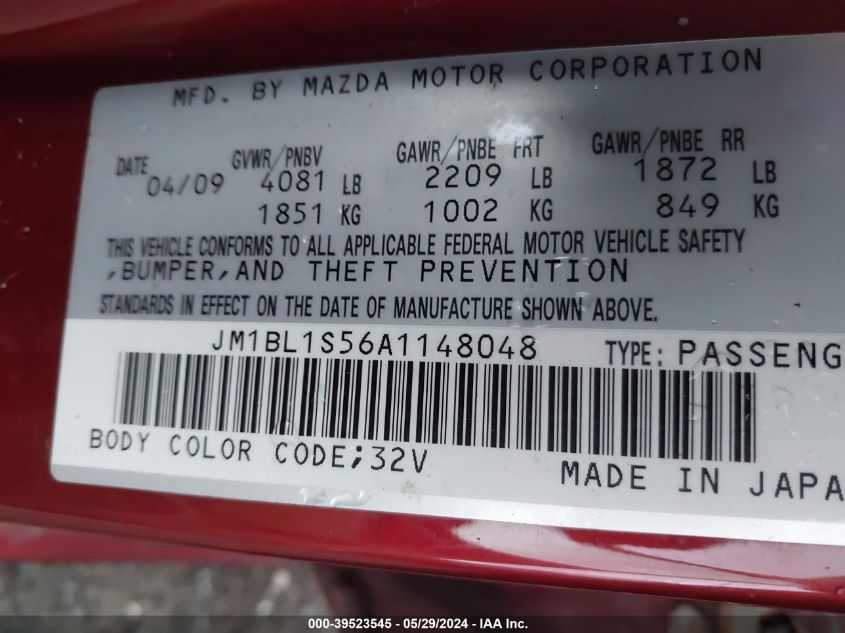 MFD. BY MAZDA MOTOR CORPORATION
DATE GVWR/PNBV GAWR/PNBE FRT GAWR/PNBE RR
04/09 4081 LB 2209 LB 1872 LB
1851 KG 1002 KG 849 KG
THIS VEHICLE CONFORMS TO ALL APPLICABLE FEDERAL MOTOR VEHICLE SAFETY
,BUMPER,AND THEFT PREVENTION
STANDARDS IN EFFECT ON THE DATE OF MANUFACTURE SHOWN ABOVE.
JM1BL1S56A1148048 TYPE: PASSENG
BODY COLOR CODE;32V
MADE IN JAPA
000-39523545 - 05/29/2024 - IAA Inc.